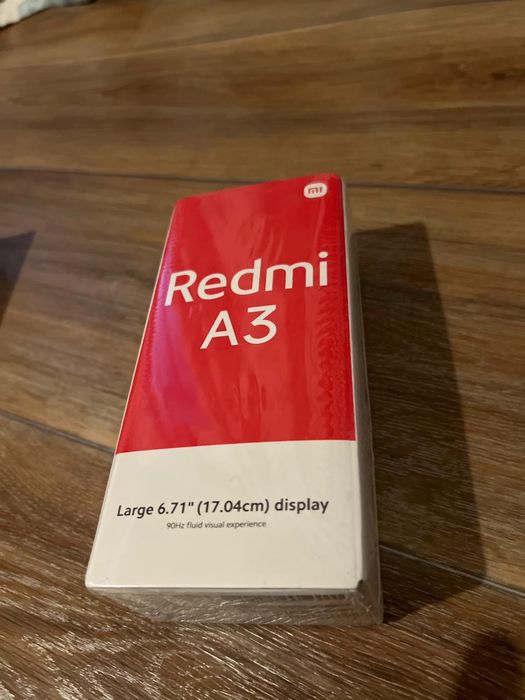 mi
Redmi
A3
Large 6.71" (17.04cm) display
90Hz fluid visual experience